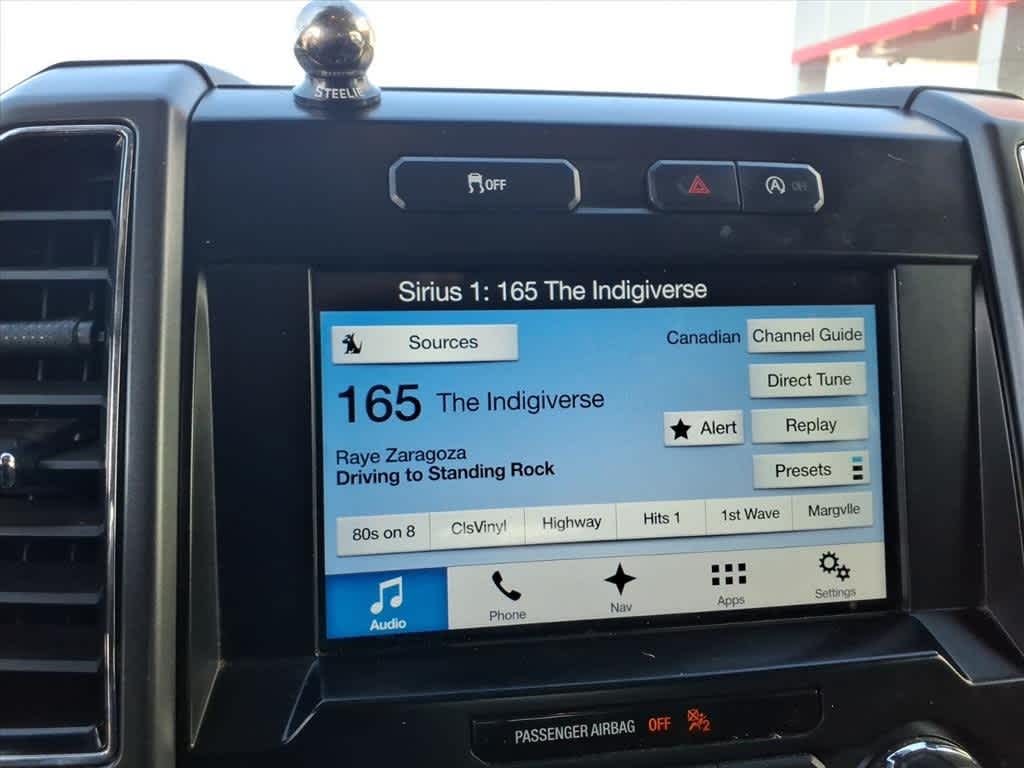 STEELIE
OFF
A OFF
Sirius 1: 165 The Indigiverse
Sources
Canadian
Channel Guide
165 The Indigiverse
Direct Tune
Alert
Replay
Raye Zaragoza
Driving to Standing Rock
Presets
80s on 8
ClsVinyl
Highway
Hits 1
1st Wave
Margvlle
Audio
Phone
Nav
Apps
Settings
PASSENGER AIRBAG OFF
2